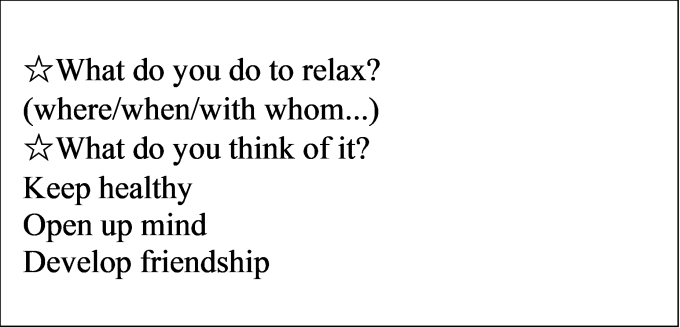 ☆What do you do to relax?
(where/when/with whom...)
☆What do you think of it?
Keep healthy
Open up mind
Develop friendship